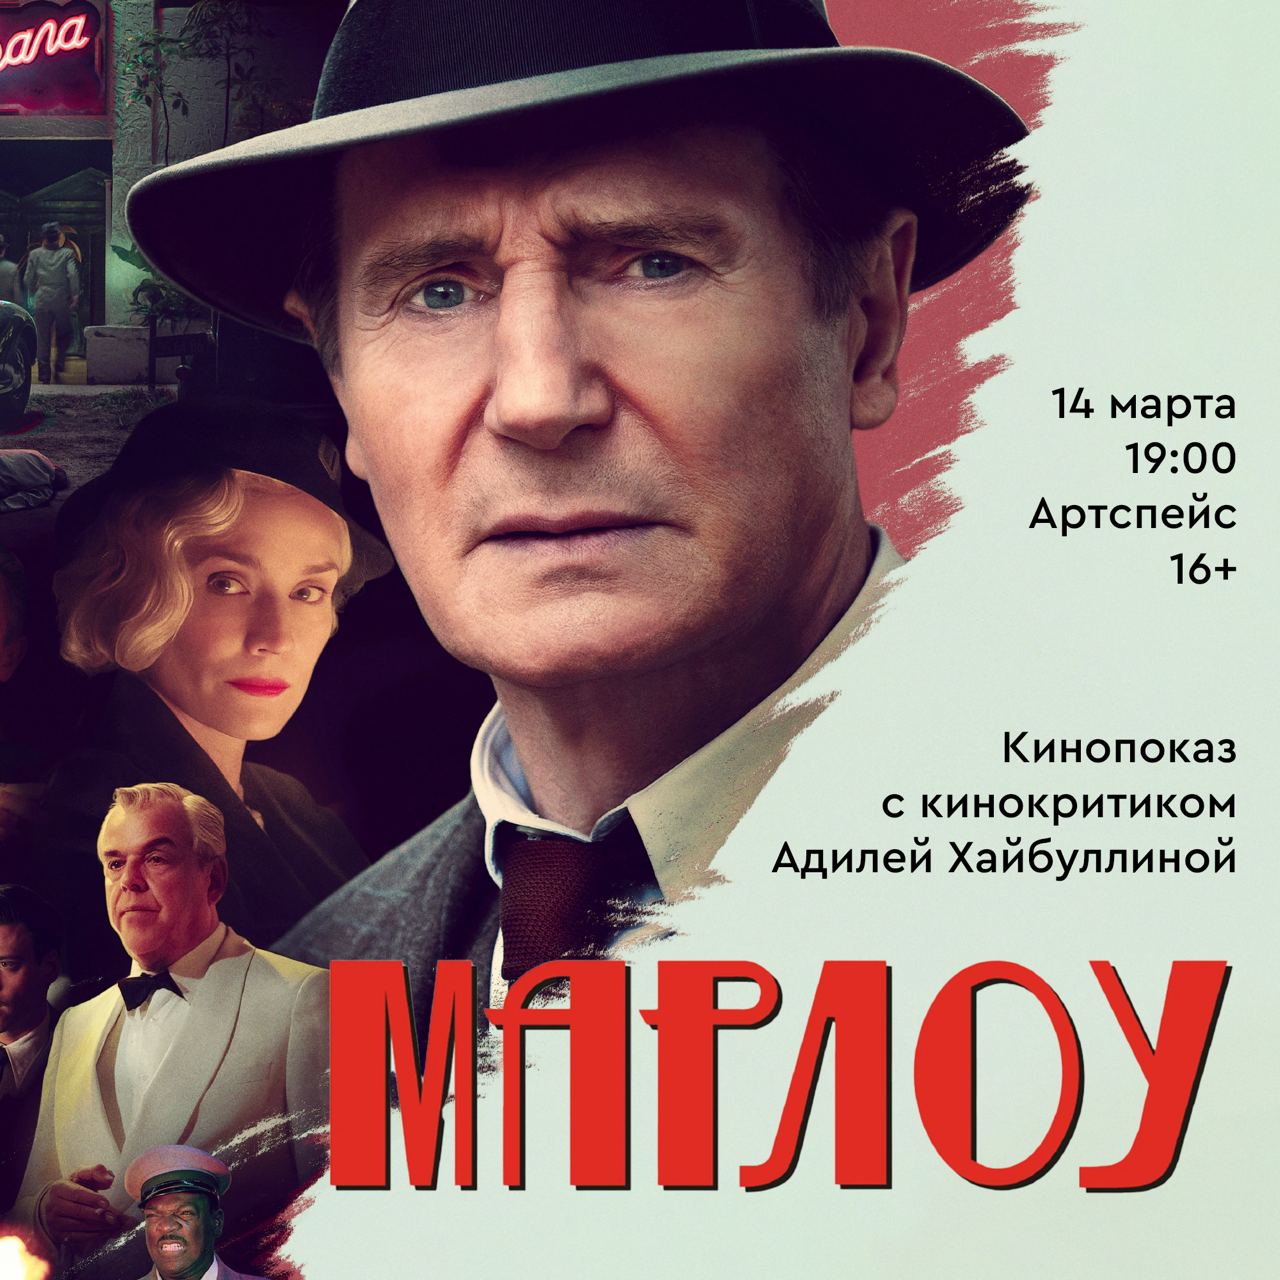 14 марта
19:00
Артспейс
16+
Кинопоказ
с кинокритиком
Адилей Хайбуллиной
МАРЛОУ